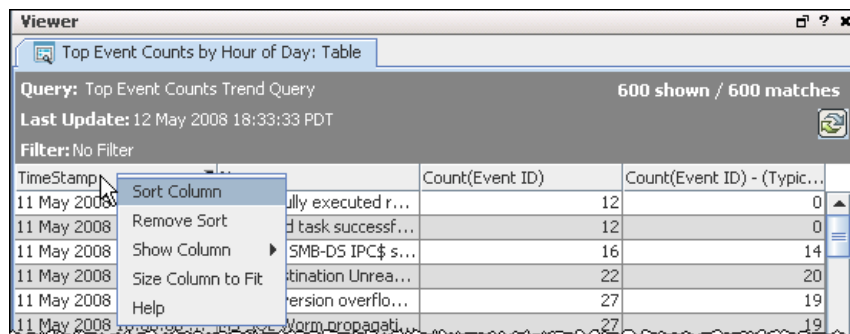 Viewer ?
Top Event Counts by Hour of Day: Table
Query: Top Event Counts Trend Query 600 shown / 600 matches
Last Update: 12 May 2008 18:33:33 PDT
Filter: No Filter
TimeStamp Count(Event ID) Count(Event ID) - (Typic...
Sort Column
Remove Sort
Show Column
Size Column to Fit
Help
11 May 2008 ully executed r... 12 0
11 May 2008 d task successf... 12 0
11 May 2008 SMB-DS IPC$ s... 16 14
11 May 2008 stination Unrea... 22 20
11 May 2008 version overflo... 27 19
11 May 2008 Worm propagati... 27 19